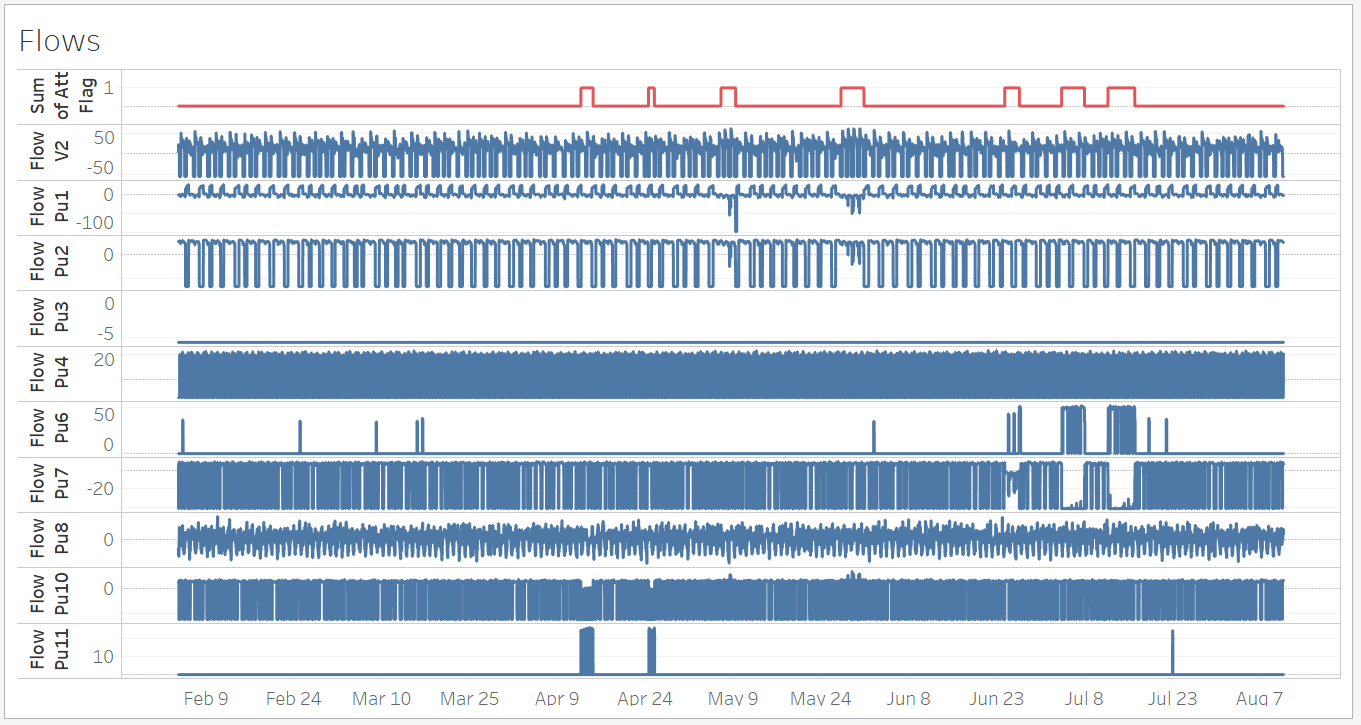 Flows
Sum
of Att
Flag
1
Flow
V2
50
-50
Flow
Pu1
0
-100
Flow
Pu2
0
Flow
Pu3
0
-5
Flow
Pu4
20
Flow
Pu6
50
0
Flow
Pu7
-20
Flow
Pu8
0
Flow
Pu10
0
Flow
Pu11
10
Feb 9 Feb 24 Mar 10 Mar 25 Apr 9 Apr 24 May 9 May 24 Jun 8 Jun 23 Jul 8 Jul 23 Aug 7